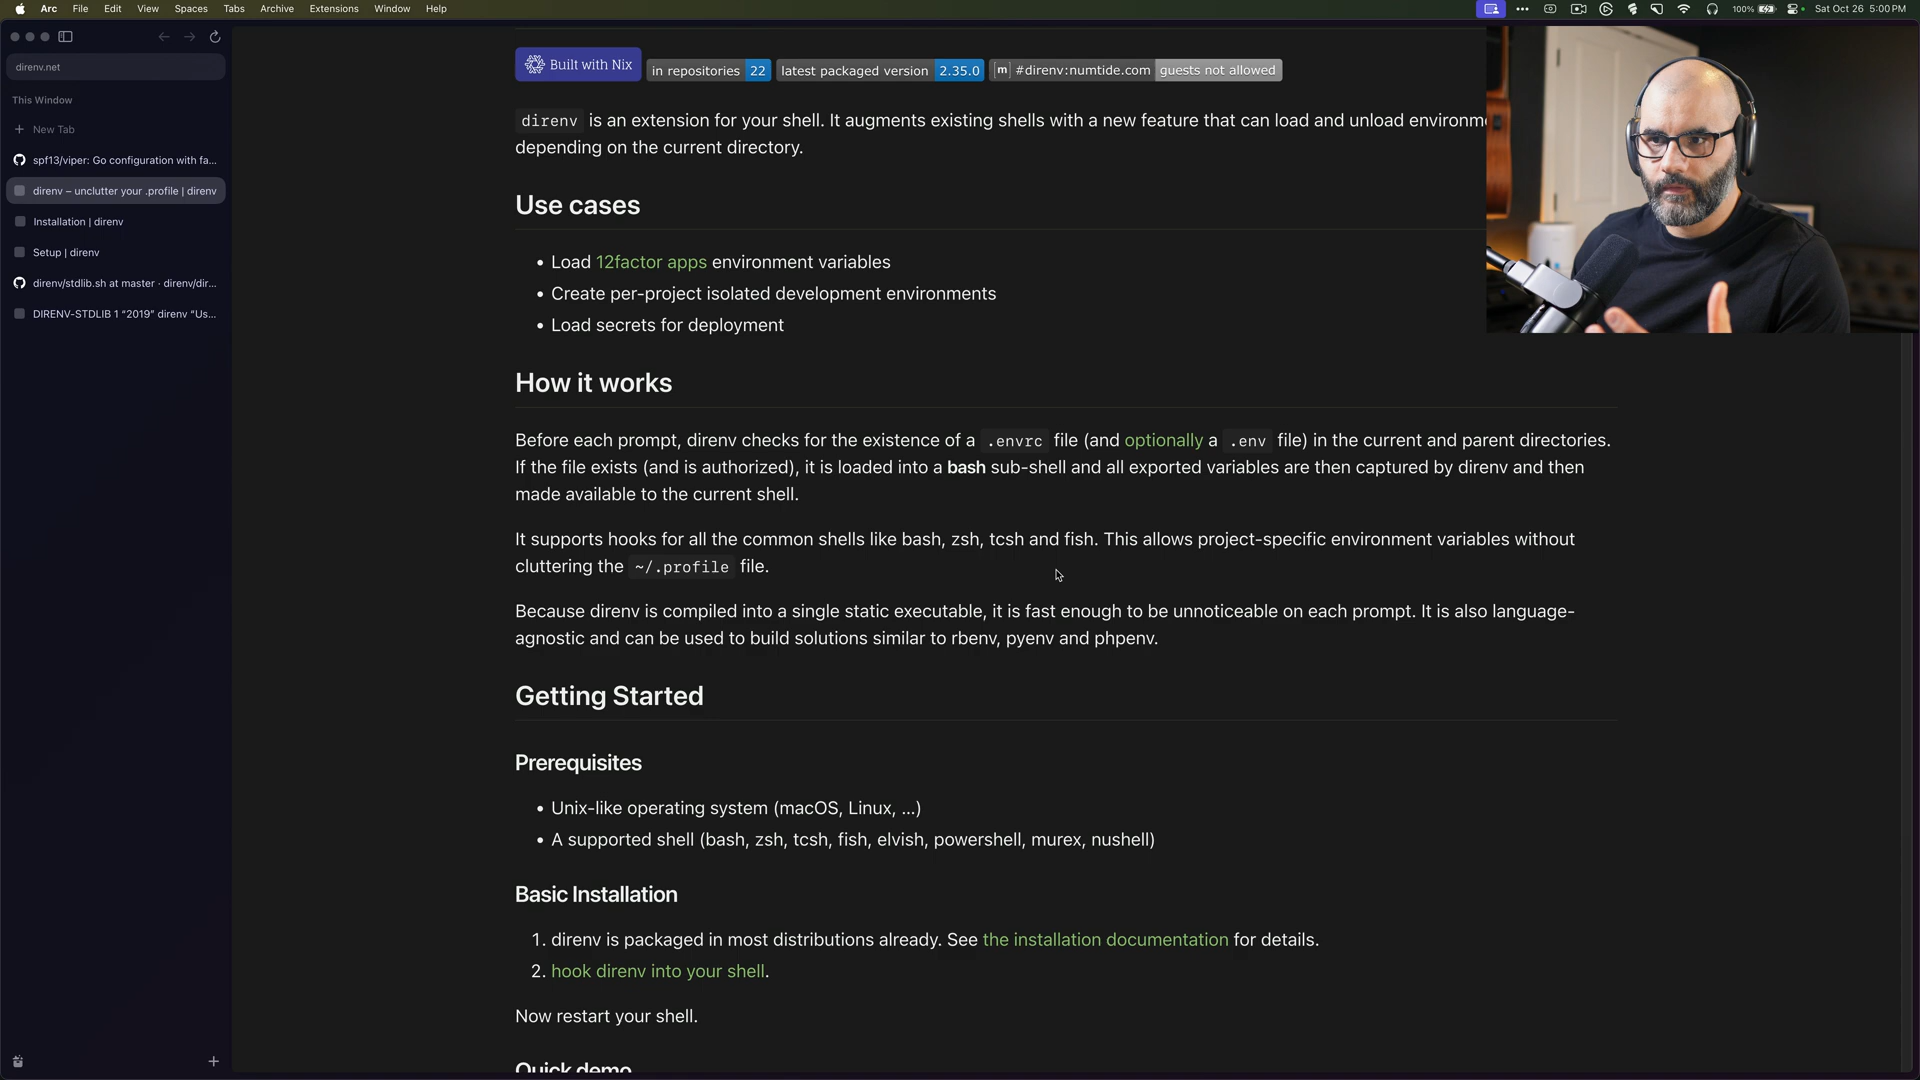 Arc File Edit View Spaces Tabs Archive Extensions Window Help
100% Sat Oct 26 5:00 PM
direnv.net
This Window
New Tab
spf13/viper: Go configuration with fa...
direnv – unclutter your .profile | direnv
Installation | direnv
Setup | direnv
direnv/stdlib.sh at master · direnv/dir...
DIRENV-STDLIB 1 “2019” direnv “Us...
Built with Nix in repositories 22 latest packaged version 2.35.0 [m] #direnv:numtide.com guests not allowed
direnv is an extension for your shell. It augments existing shells with a new feature that can load and unload environme
depending on the current directory.
Use cases
• Load 12factor apps environment variables
• Create per-project isolated development environments
• Load secrets for deployment
How it works
Before each prompt, direnv checks for the existence of a .envrc file (and optionally a .env file) in the current and parent directories.
If the file exists (and is authorized), it is loaded into a bash sub-shell and all exported variables are then captured by direnv and then
made available to the current shell.
It supports hooks for all the common shells like bash, zsh, tcsh and fish. This allows project-specific environment variables without
cluttering the ~/.profile file.
Because direnv is compiled into a single static executable, it is fast enough to be unnoticeable on each prompt. It is also language-
agnostic and can be used to build solutions similar to rbenv, pyenv and phpenv.
Getting Started
Prerequisites
• Unix-like operating system (macOS, Linux, ...)
• A supported shell (bash, zsh, tcsh, fish, elvish, powershell, murex, nushell)
Basic Installation
1. direnv is packaged in most distributions already. See the installation documentation for details.
2. hook direnv into your shell.
Now restart your shell.
Quick demo